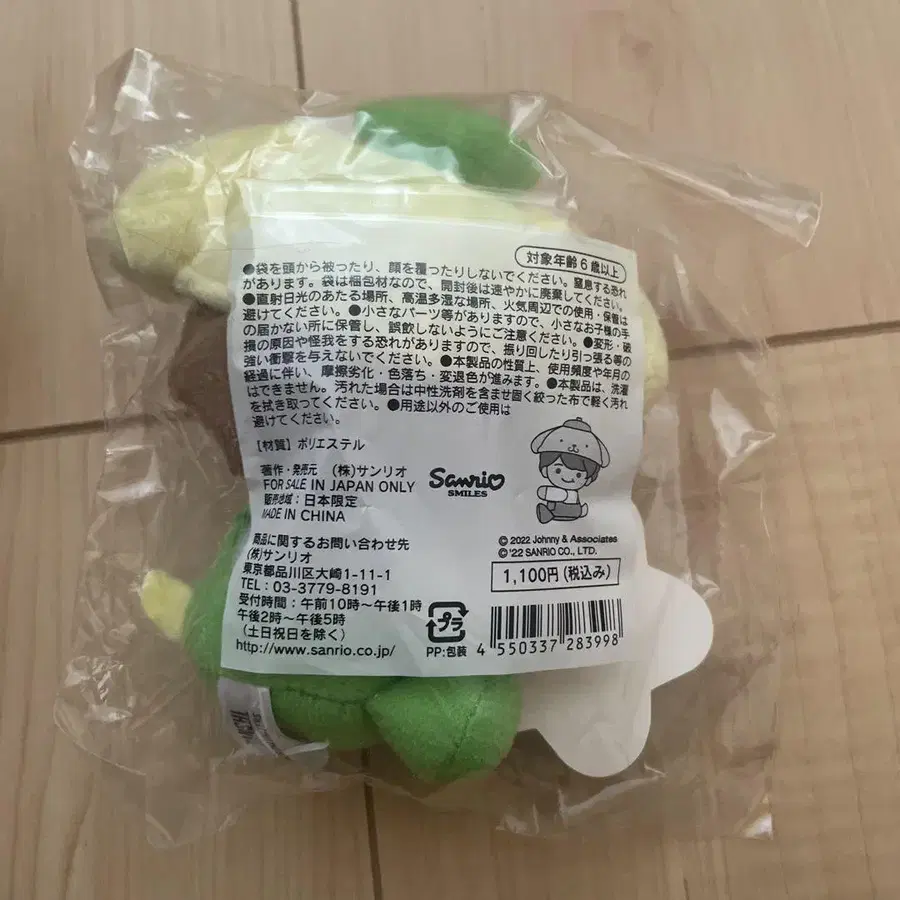 対象年齢6歳以上
●袋を頭から被ったり、顔を覆ったりしないでください。窒息する恐れ
があります。袋は梱包材なので、開封後は速やかに廃棄してください。
●直射日光のあたる場所、高温多湿な場所、火気周辺での使用・保管は
避けてください。●小さなパーツ等がありますので、小さなお子様の手
の届かない所に保管し、誤飲しないようにご注意ください。●変形・破
損の原因や怪我をする恐れがありますので、振り回したり引っ張る等の
強い衝撃を与えないでください。●本製品の性質上、使用頻度や年月の
経過に伴い、摩擦劣化・色落ち・変退色が進みます。●本製品は、洗濯
はできません。汚れた場合は中性洗剤を含ませ固く絞った布で軽く汚れ
を拭き取ってください。●用途以外のご使用は
避けてください。
【材質】ポリエステル
著作・発売元 (株)サンリオ
FOR SALE IN JAPAN ONLY
販売地域:日本限定
MADE IN CHINA
Sanrio
SMILES
© 2022 Johnny & Associates
© '22 SANRIO CO., LTD.
商品に関するお問い合わせ先
(株)サンリオ
東京都品川区大崎1-11-1
TEL:03-3779-8191
受付時間:午前10時〜午後1時
午後2時〜午後5時
(土日祝日を除く)
http://www.sanrio.co.jp/
1,100円(税込み)
プラ
PP:包装
4 550337 283998